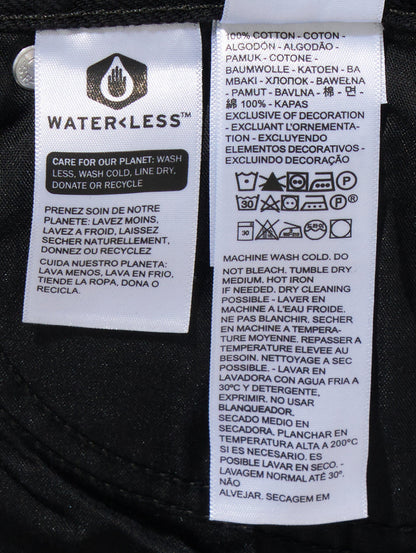 WATER<LESS™
CARE FOR OUR PLANET: WASH
LESS, WASH COLD, LINE DRY,
DONATE OR RECYCLE
PRENEZ SOIN DE NOTRE
PLANETE: LAVEZ MOINS,
LAVEZ A FROID, LAISSEZ
SECHER NATURELLEMENT,
DONNEZ OU RECYCLEZ
CUIDA NUESTRO PLANETA:
LAVA MENOS, LAVA EN FRIO,
TIENDE LA ROPA, DONA O
RECICLA.
100% COTTON - COTON -
ALGODÓN - ALGODÃO -
PAMUK - COTONE -
BAUMWOLLE - KATOEN - BA
MBAKI - ХЛОПОК - BAWEŁNA
- PAMUT - BAVLNA - 棉 - 면 -
綿 100% - KAPAS
EXCLUSIVE OF DECORATION
- EXCLUANT L'ORNEMENTA-
TION - EXCLUYENDO
ELEMENTOS DECORATIVOS -
EXCLUINDO DECORAÇÃO
P
30 P®
30
MACHINE WASH COLD. DO
NOT BLEACH. TUMBLE DRY
MEDIUM. HOT IRON
IF NEEDED. DRY CLEANING
POSSIBLE - LAVER EN
MACHINE A L'EAU FROIDE.
NE PAS BLANCHIR. SECHER
EN MACHINE A TEMPERA-
TURE MOYENNE. REPASSER A
TEMPERATURE ELEVEE AU
BESOIN. NETTOYAGE A SEC
POSSIBLE. - LAVAR EN
LAVADORA CON AGUA FRIA A
30°C Y DETERGENTE,
EXPRIMIR. NO USAR
BLANQUEADOR.
SECADO MEDIO EN
SECADORA. PLANCHAR EN
TEMPERATURA ALTA A 200°C
SI ES NECESARIO. ES
POSIBLE LAVAR EN SECO. -
LAVAGEM NORMAL ATÉ 30°.
NÃO
ALVEJAR. SECAGEM EM